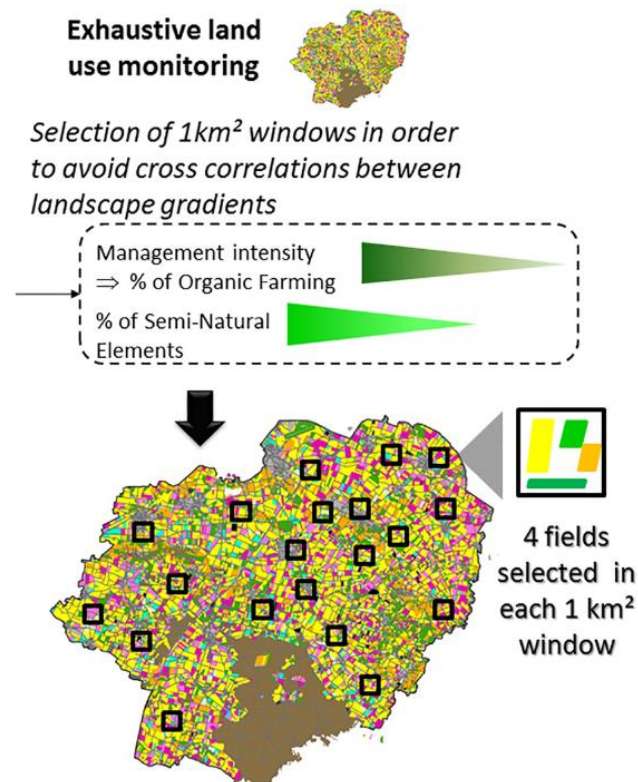 Exhaustive land
use monitoring
Selection of 1km² windows in order
to avoid cross correlations between
landscape gradients
Management intensity
⇒ % of Organic Farming
% of Semi-Natural
Elements
4 fields
selected in
each 1 km²
window